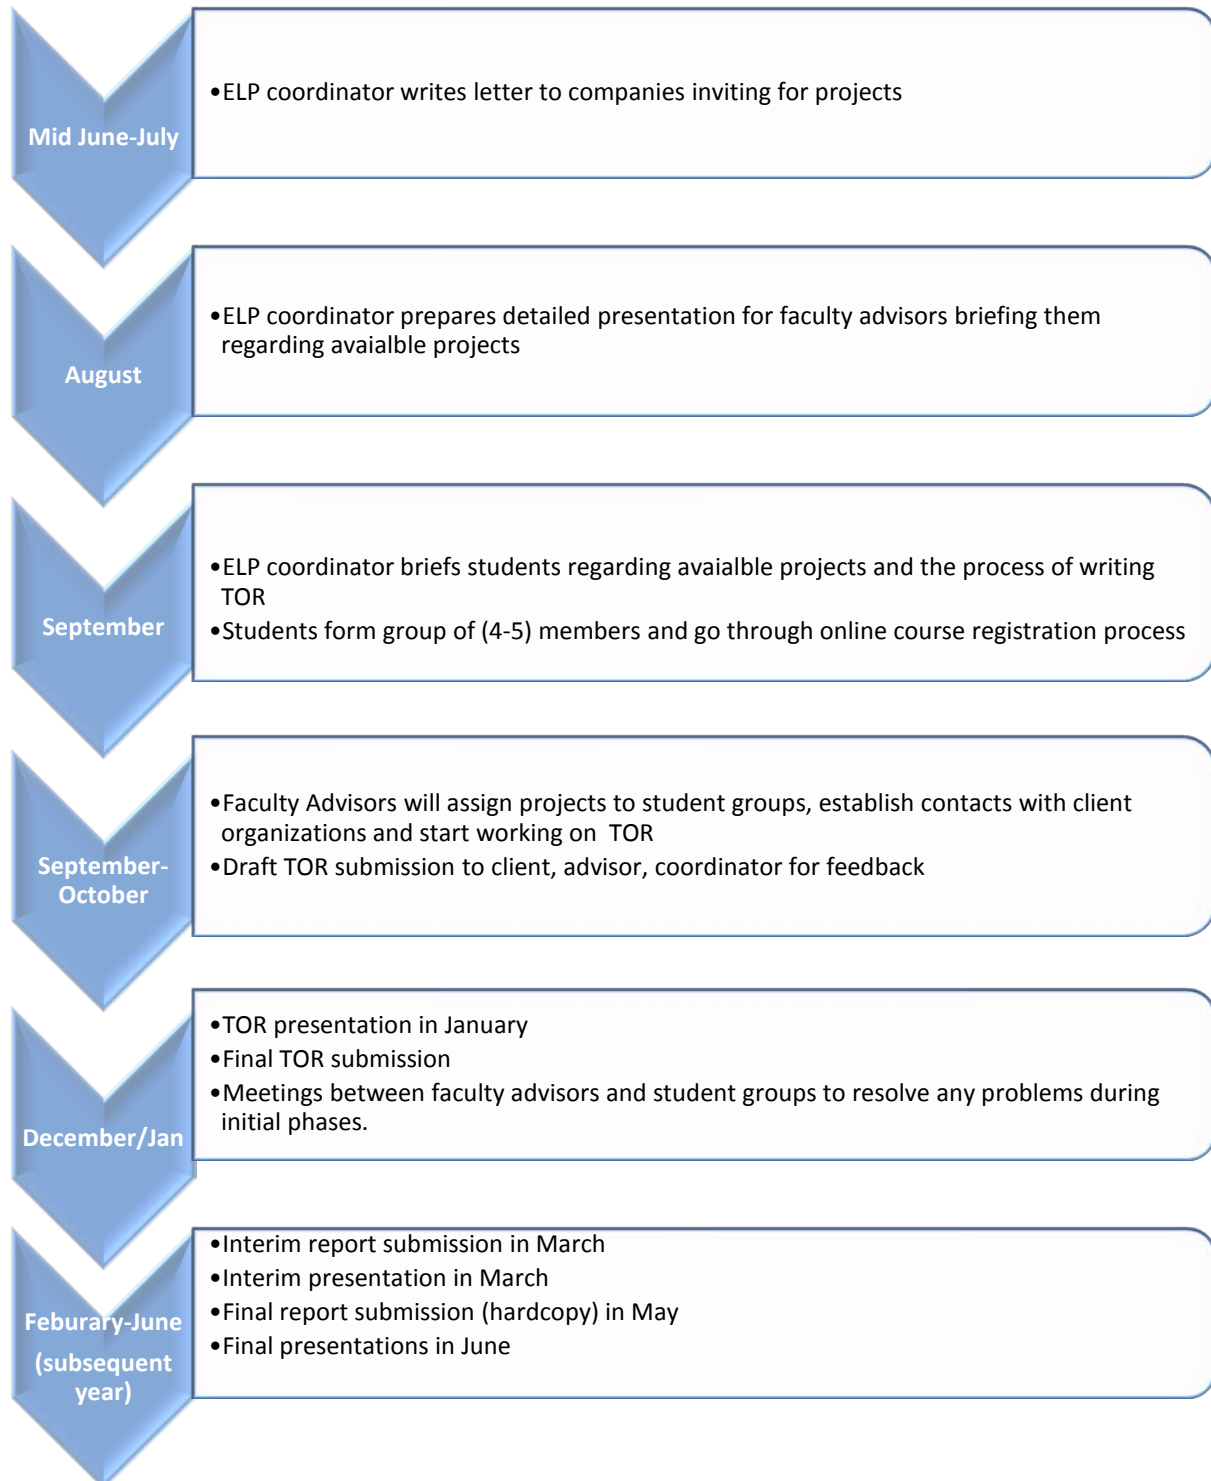 Mid June-July
•ELP coordinator writes letter to companies inviting for projects
August
•ELP coordinator prepares detailed presentation for faculty advisors briefing them
regarding avaialble projects
September
•ELP coordinator briefs students regarding avaialble projects and the process of writing
TOR
•Students form group of (4-5) members and go through online course registration process
September-
October
•Faculty Advisors will assign projects to student groups, establish contacts with client
organizations and start working on TOR
•Draft TOR submission to client, advisor, coordinator for feedback
December/Jan
•TOR presentation in January
•Final TOR submission
•Meetings between faculty advisors and student groups to resolve any problems during
initial phases.
Feburary-June
(subsequent
year)
•Interim report submission in March
•Interim presentation in March
•Final report submission (hardcopy) in May
•Final presentations in June